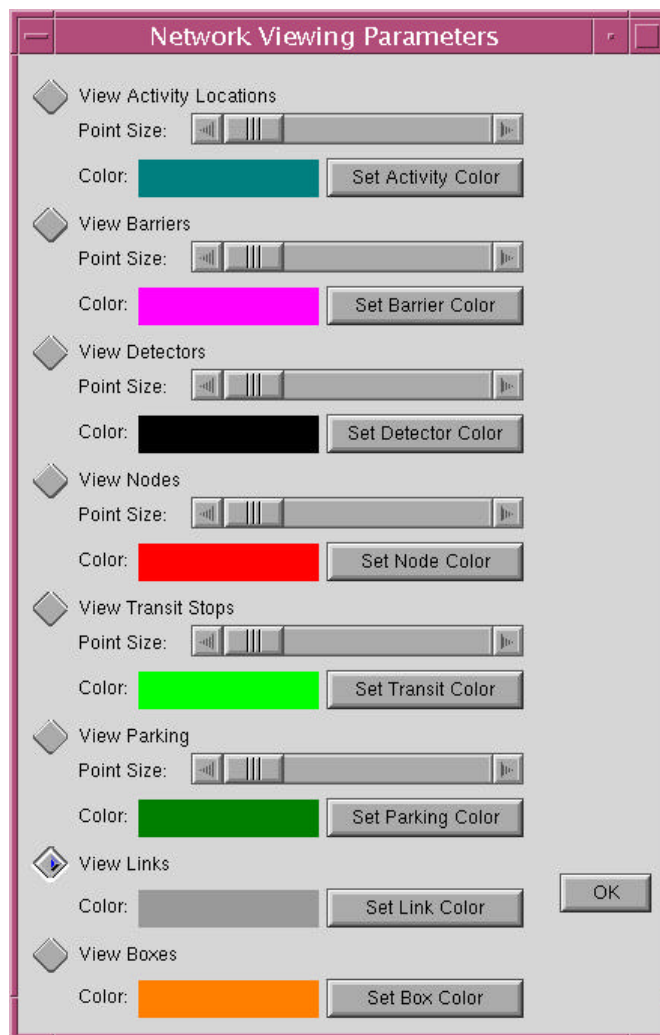 Network Viewing Parameters
View Activity Locations
Point Size:
Color: Set Activity Color
View Barriers
Point Size:
Color: Set Barrier Color
View Detectors
Point Size:
Color: Set Detector Color
View Nodes
Point Size:
Color: Set Node Color
View Transit Stops
Point Size:
Color: Set Transit Color
View Parking
Point Size:
Color: Set Parking Color
View Links
OK
Color: Set Link Color
View Boxes
Color: Set Box Color